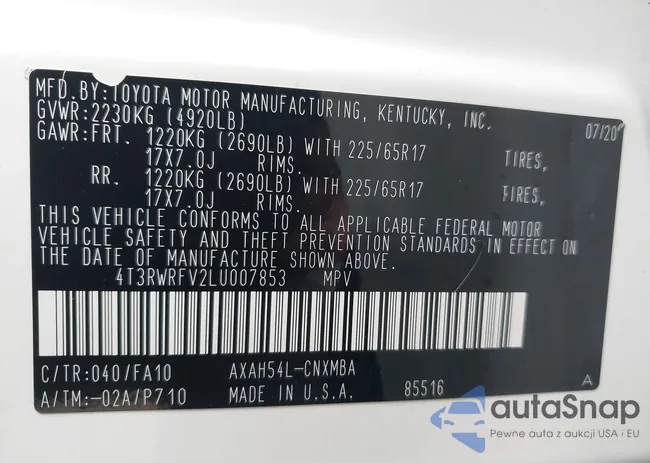 MFD.BY:TOYOTA MOTOR MANUFACTURING, KENTUCKY, INC.
GVWR:2230KG (4920LB) 07/20
GAWR:FRT. 1220KG (2690LB) WITH 225/65R17 TIRES,
17X7.0J RIMS.
RR. 1220KG (2690LB) WITH 225/65R17 TIRES,
17X7.0J RIMS.
THIS VEHICLE CONFORMS TO ALL APPLICABLE FEDERAL MOTOR
VEHICLE SAFETY AND THEFT PREVENTION STANDARDS IN EFFECT ON
THE DATE OF MANUFACTURE SHOWN ABOVE.
4T3RWRFV2LU007853 MPV
C/TR:040/FA10 AXAH54L-CNXMBA
A/TM:-02A/P710 MADE IN U.S.A. 85516 A
autaSnap
Pewne auta z aukcji USA i EU